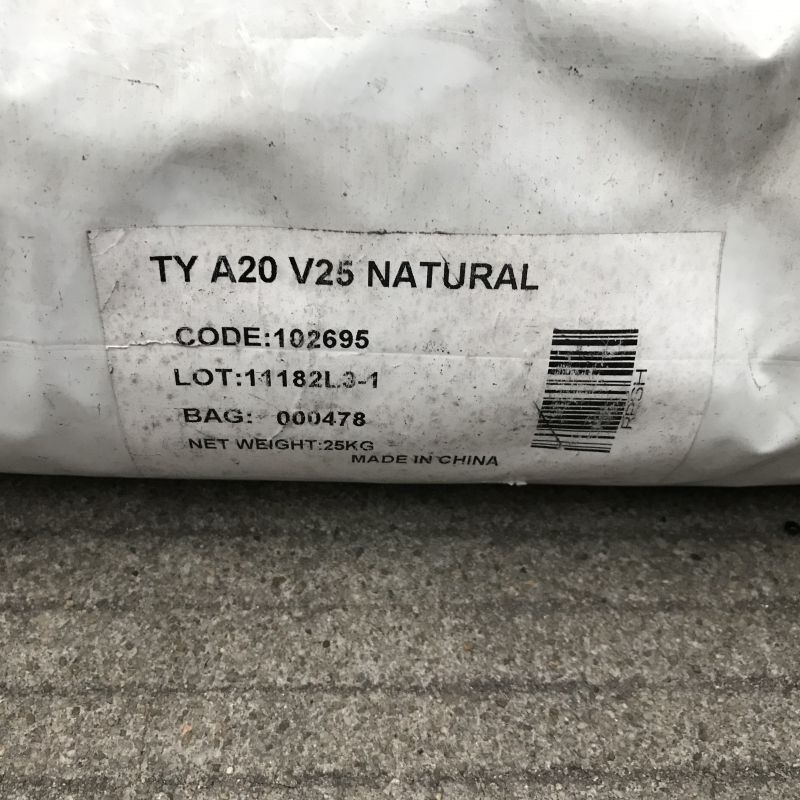 TY A20 V25 NATURAL
CODE:102695
LOT:11182L3-1
BAG: 000478
NET WEIGHT:25KG
MADE IN CHINA